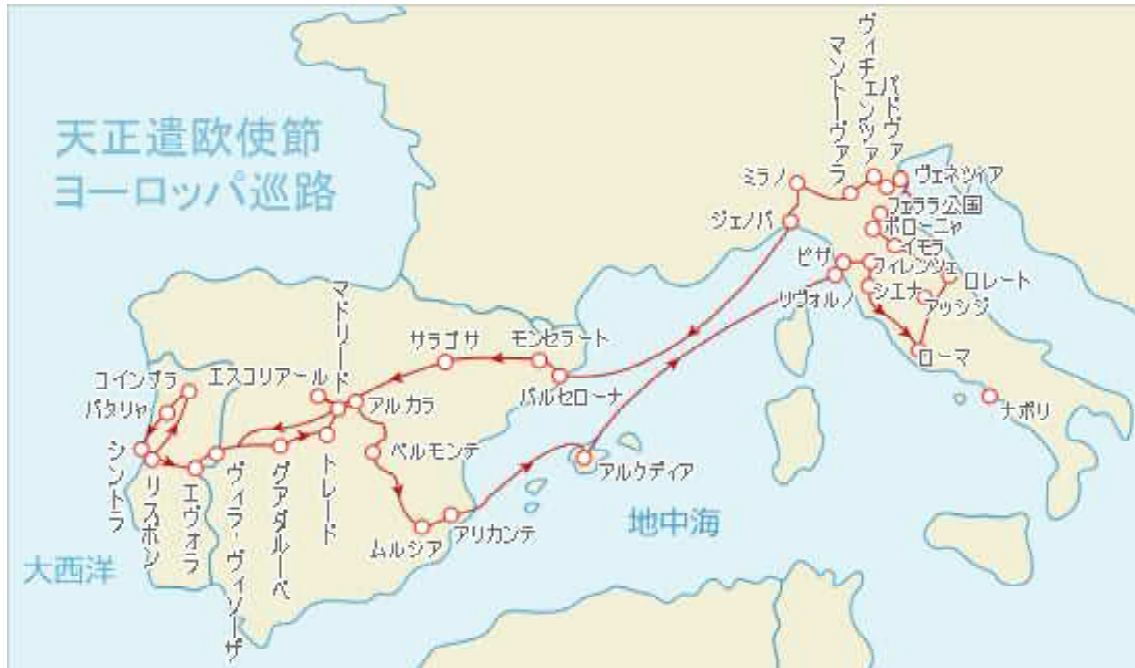 天正遣欧使節
ヨーロッパ巡路
ヴィチェンツァ
パドヴァ
マントーヴァラ
ミラノ
ヴェネツィア
ジェノバ
フェララ公国
ボローニャ
イモラ
ピサ
フィレンツェ
ロレート
リヴォルノ
シエナ
アッシジ
ローマ
ナポリ
マドリード
サラゴサ
モンセラート
コインブラ
エスコリアール
バルセローナ
パタリャ
アルカラ
ベルモンテ
アルクディア
シントラ
リスボン
エヴォラ
ヴィラ・ヴィソーザ
グアダルーペ
トレード
ムルシア
アリカンテ
地中海
大西洋